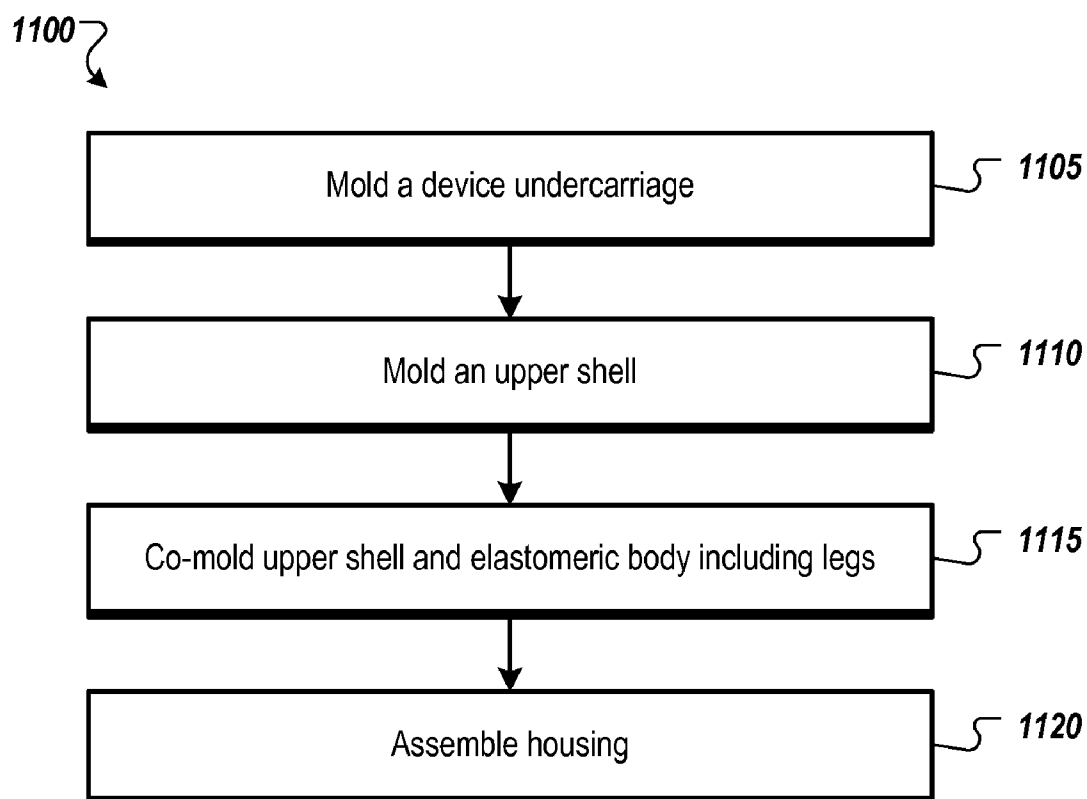 1100
Mold a device undercarriage
1105
Mold an upper shell
1110
Co-mold upper shell and elastomeric body including legs
1115
Assemble housing
1120